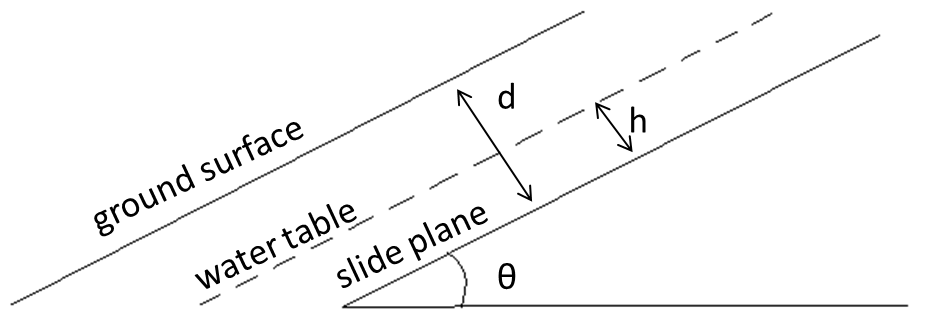 d
h
ground surface
water table
slide plane
θ